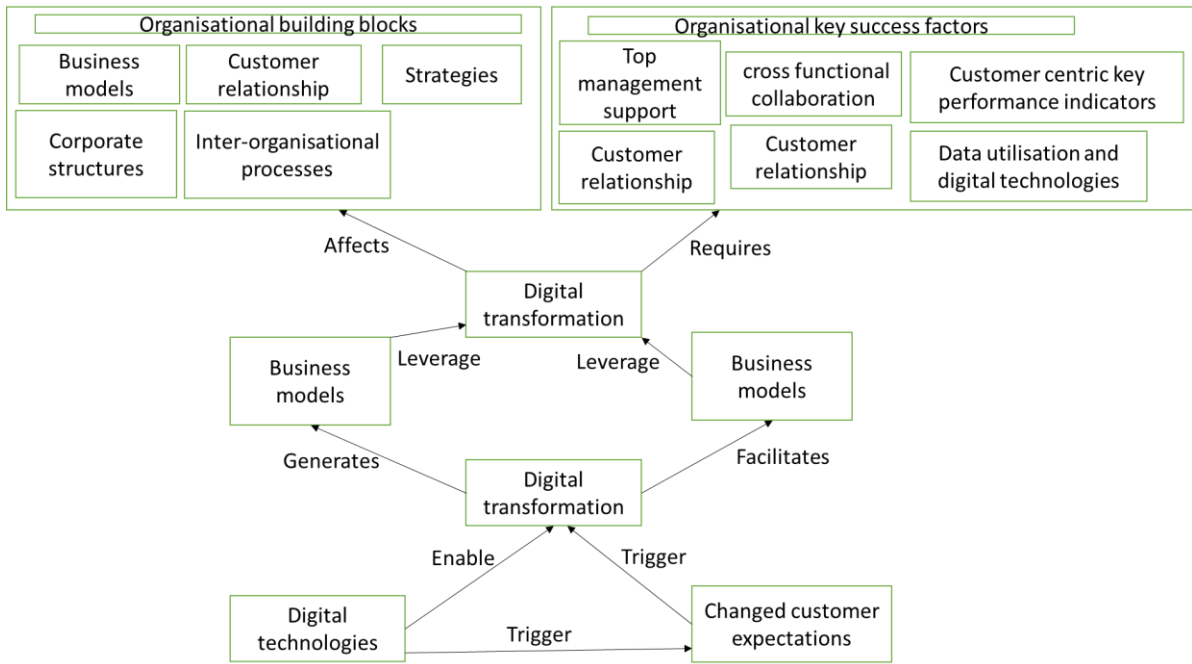 Organisational building blocks
Business
models
Customer
relationship
Strategies
Corporate
structures
Inter-organisational
processes
Organisational key success factors
Top
management
support
cross functional
collaboration
Customer centric key
performance indicators
Customer
relationship
Customer
relationship
Data utilisation and
digital technologies
Affects
Requires
Digital
transformation
Leverage
Leverage
Business
models
Business
models
Generates
Facilitates
Digital
transformation
Enable
Trigger
Digital
technologies
Trigger
Changed customer
expectations